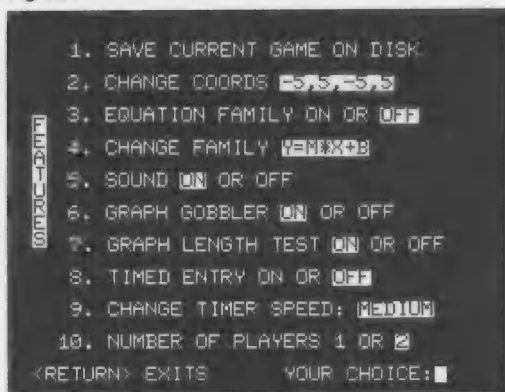 1. SAVE CURRENT GAME ON DISK
2. CHANGE COORDS -5,5,-5,5
3. EQUATION FAMILY ON OR OFF
4. CHANGE FAMILY Y=M*X+B
5. SOUND ON OR OFF
6. GRAPH GOBBLER ON OR OFF
7. GRAPH LENGTH TEST ON OR OFF
8. TIMED ENTRY ON OR OFF
9. CHANGE TIMER SPEED: MEDIUM
10. NUMBER OF PLAYERS 1 OR 2
<RETURN> EXITS YOUR CHOICE:
FEATURES